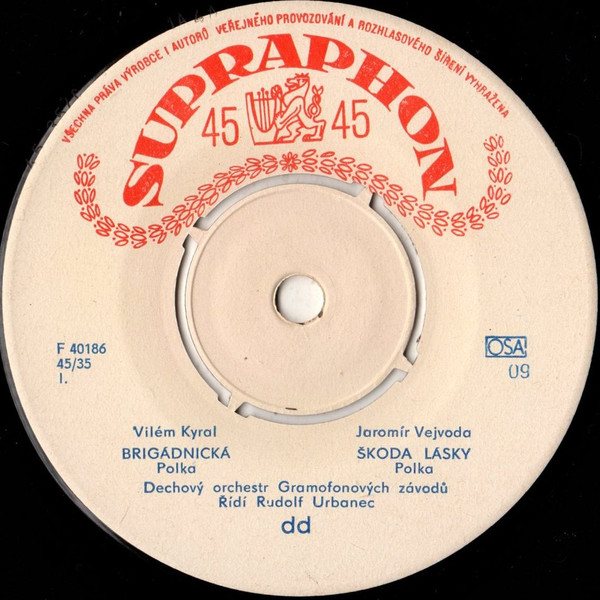 VŠECHNA PRÁVA VÝROBCE I AUTORŮ VEŘEJNÉHO PROVOZOVÁNÍ A ROZHLASOVÉHO ŠÍŘENÍ VYHRAŽENA
SUPRAPHON
45 45
F 40186
45/35
I.
OSA
09
Vilém Kyral
BRIGÁDNICKÁ
Polka
Jaromír Vejvoda
ŠKODA LÁSKY
Polka
Dechový orchestr Gramofonových závodů
Řídí Rudolf Urbanec
dd